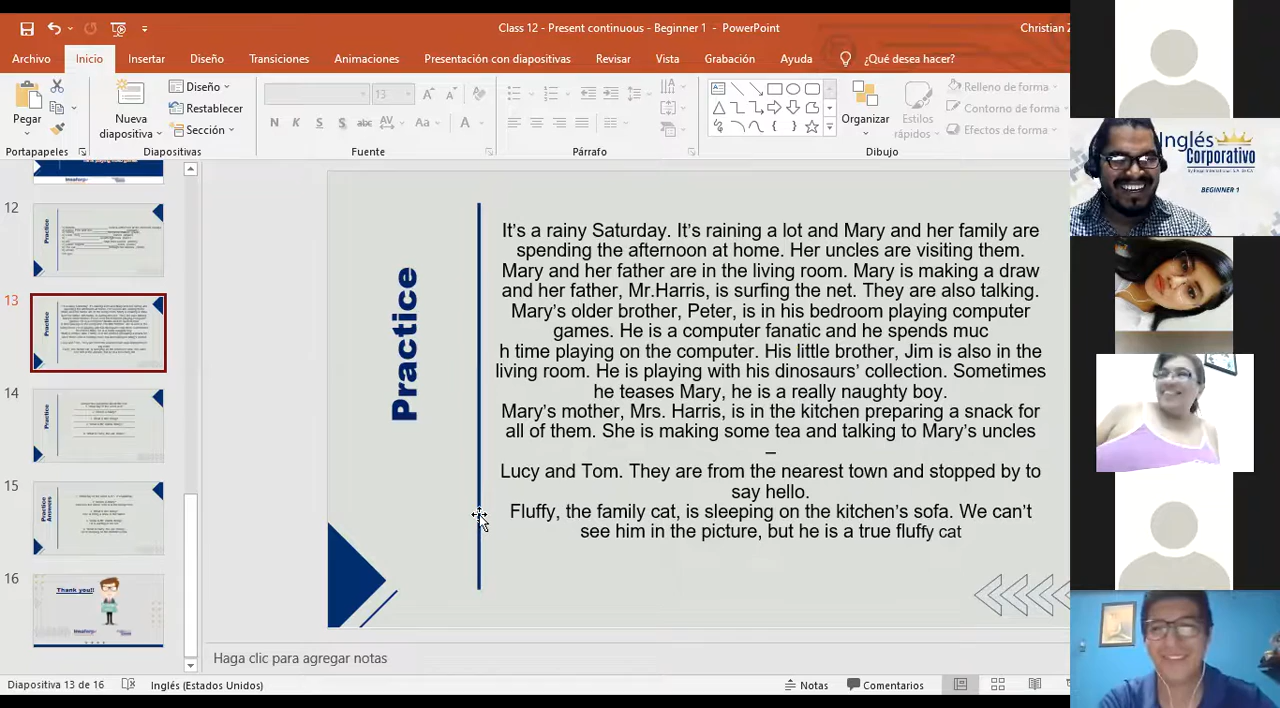 Class 12 - Present continuous - Beginner 1 - PowerPoint
Christian
Archivo
Inicio
Insertar
Diseño
Transiciones
Animaciones
Presentación con diapositivas
Revisar
Vista
Grabación
Ayuda
¿Qué desea hacer?
Pegar
Nueva
diapositiva
Diseño
Restablecer
Sección
13
N K S S abc AV Aa A
Organizar
Estilos
rápidos
Relleno de forma
Contorno de forma
Efectos de forma
Portapapeles
Diapositivas
Fuente
Párrafo
Dibujo
12
Practice
13
Practice
14
Practice
15
Practice
Answers
16
Thank you!!
Practice
It's a rainy Saturday. It's raining a lot and Mary and her family are
spending the afternoon at home. Her uncles are visiting them.
Mary and her father are in the living room. Mary is making a draw
and her father, Mr.Harris, is surfing the net. They are also talking.
Mary's older brother, Peter, is in hisbedroom playing computer
games. He is a computer fanatic and he spends muc
h time playing on the computer. His little brother, Jim is also in the
living room. He is playing with his dinosaurs' collection. Sometimes
he teases Mary, he is a really naughty boy.
Mary's mother, Mrs. Harris, is in the kitchen preparing a snack for
all of them. She is making some tea and talking to Mary's uncles
–
Lucy and Tom. They are from the nearest town and stopped by to
say hello.
Fluffy, the family cat, is sleeping on the kitchen's sofa. We can't
see him in the picture, but he is a true fluffy cat
Haga clic para agregar notas
Diapositiva 13 de 16
Inglés (Estados Unidos)
Notas
Comentarios
Inglés
Corporativo
BEGINNER 1